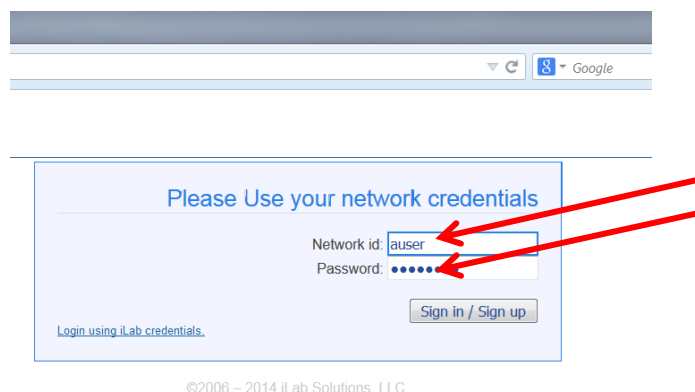 Google
Please Use your network credentials
Network id: auser
Password:
Sign in / Sign up
Login using iLab credentials.
©2006 – 2014 iLab Solutions, LLC